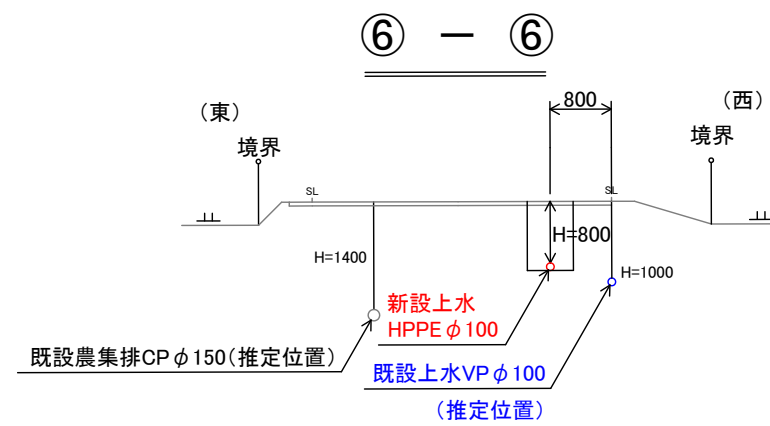 ⑥ － ⑥
800
（東）
（西）
境界
境界
SL
SL
H=800
H=1400
H=1000
新設上水
HPPEφ100
既設農集排CPφ150(推定位置)
既設上水VPφ100
(推定位置)